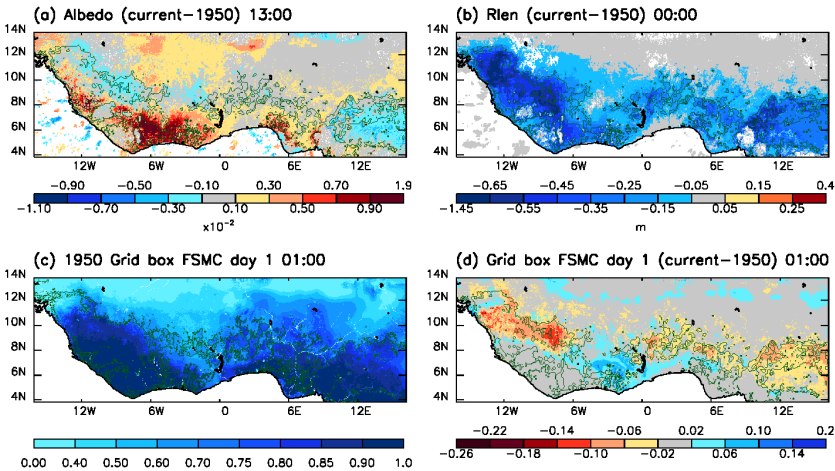 (a) Albedo (current-1950) 13:00
14N
12N
10N
8N
6N
4N
12W 6W 0 6E 12E
-0.90 -0.50 -0.10 0.30 0.70 1.9
-1.10 -0.70 -0.30 0.10 0.50 0.90
x10⁻²
(b) Rlen (current-1950) 00:00
14N
12N
10N
8N
6N
4N
12W 6W 0 6E 12E
-0.65 -0.45 -0.25 -0.05 0.15 0.4
-1.45 -0.55 -0.35 -0.15 0.05 0.25
m
(c) 1950 Grid box FSMC day 1 01:00
14N
12N
10N
8N
6N
4N
12W 6W 0 6E 12E
0.00 0.40 0.60 0.65 0.70 0.75 0.80 0.85 0.90 1.0
(d) Grid box FSMC day 1 (current-1950) 01:00
14N
12N
10N
8N
6N
4N
12W 6W 0 6E 12E
-0.22 -0.14 -0.06 0.02 0.10 0.2
-0.26 -0.18 -0.10 -0.02 0.06 0.14